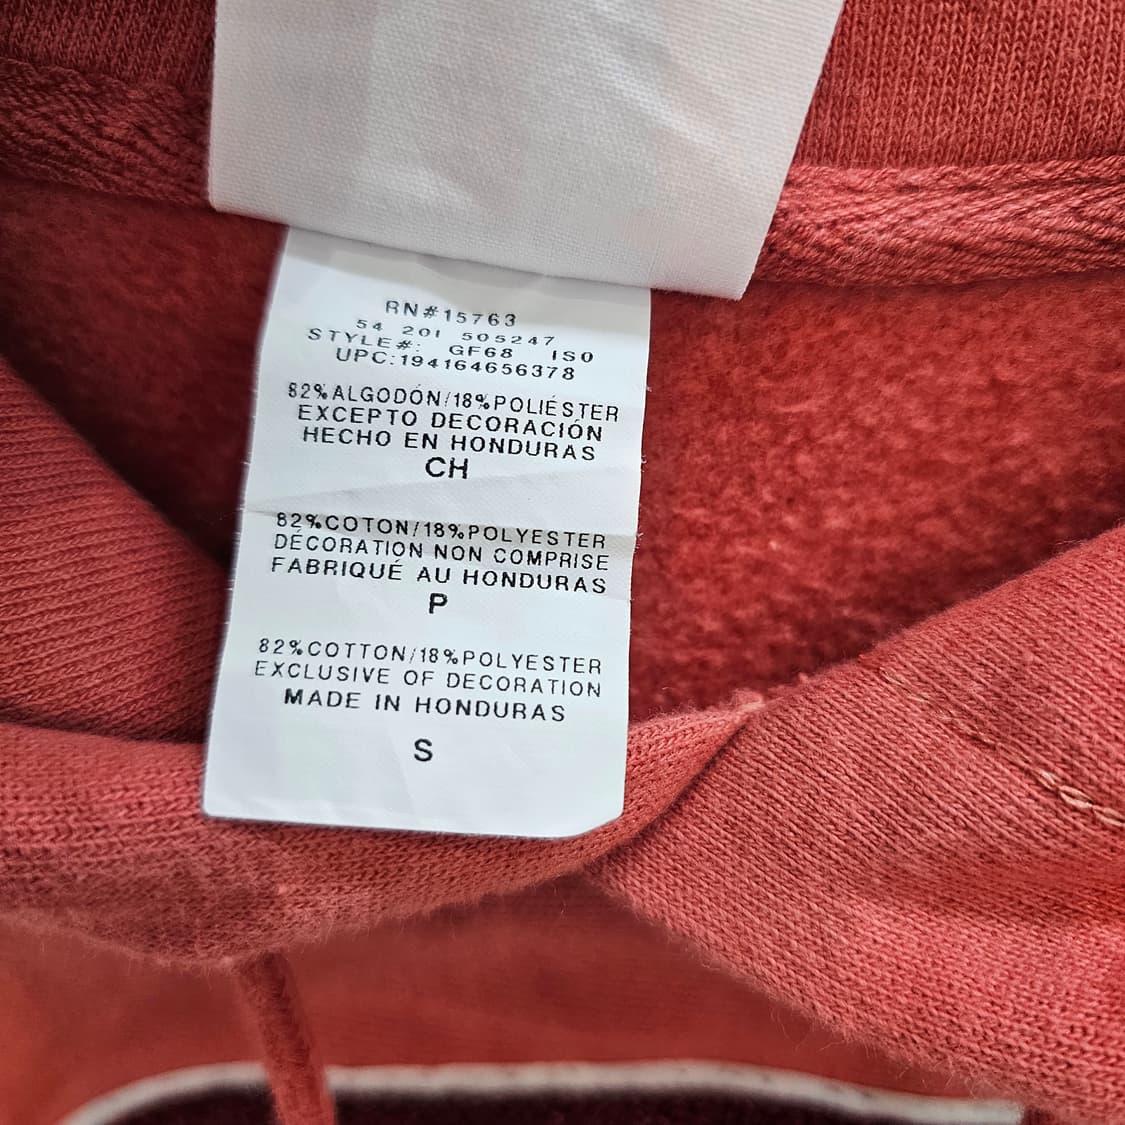 RN#15763
54 201 505247
STYLE#: GF68 IS0
UPC:194164656378
82%ALGODÓN/18%POLIÉSTER
EXCEPTO DECORACIÓN
HECHO EN HONDURAS
CH
82%COTON/18%POLYESTER
DÉCORATION NON COMPRISE
FABRIQUÉ AU HONDURAS
P
82%COTTON/18%POLYESTER
EXCLUSIVE OF DECORATION
MADE IN HONDURAS
S